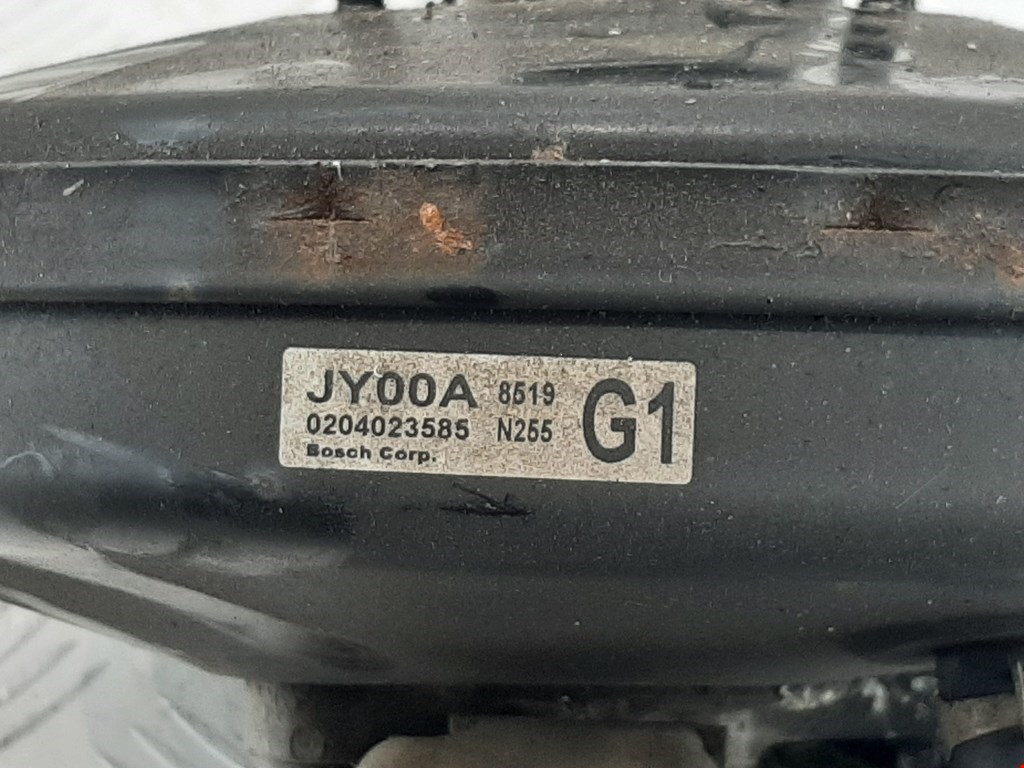 JY00A 8519 G1
0204023585 N255
Bosch Corp.